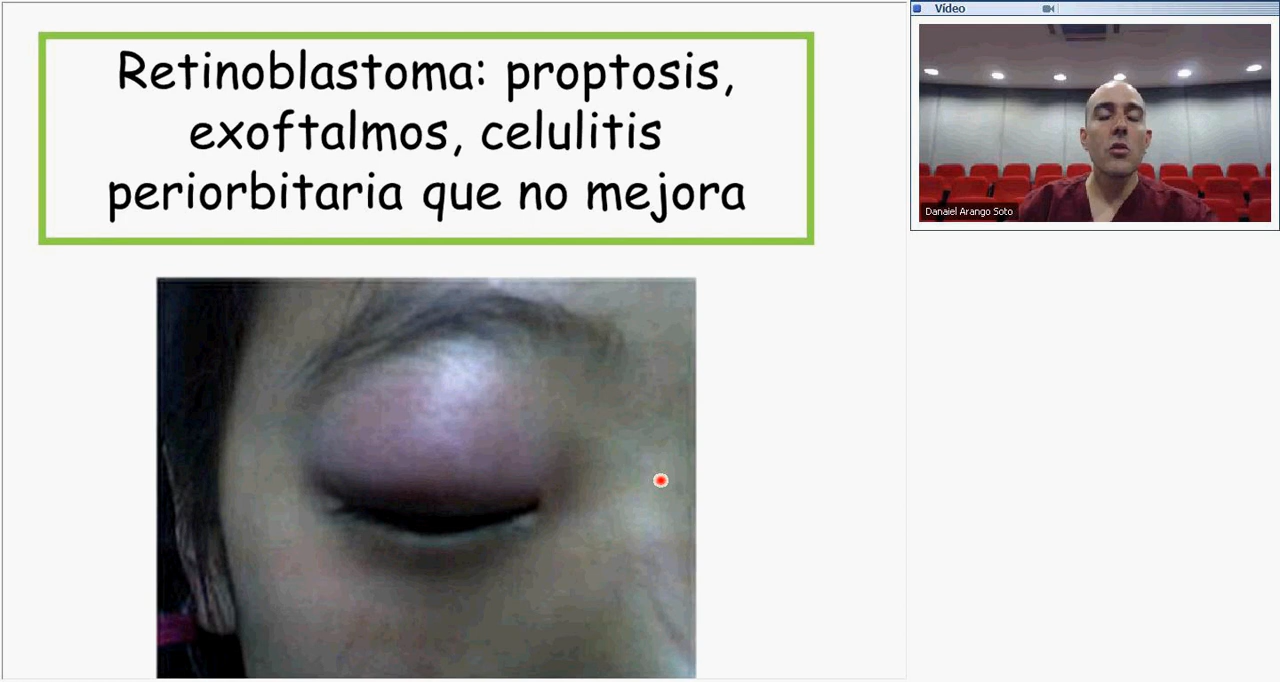 Retinoblastoma: proptosis,
exoftalmos, celulitis
periorbitaria que no mejora
Vídeo
Danaiel Arango Soto